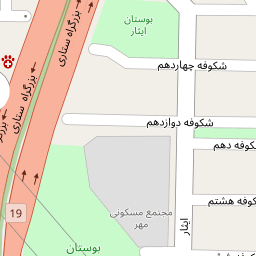 بوستان
ایثار
بزرگراه ستاری
شکوفه چهاردهم
بزرگراه ستاری
شکوفه دوازدهم
شکوفه دهم
شکوفه هشتم
مجتمع مسکونی
مهر
19
ایثار
بوستان